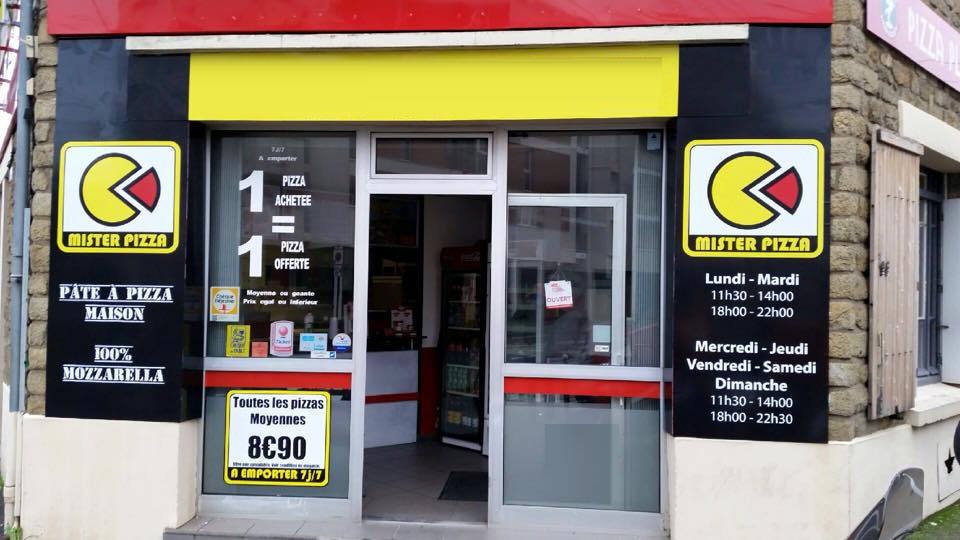 PIZZA
MISTER PIZZA
PÂTE À PIZZA
MAISON
100%
MOZZARELLA
7J/7
A emporter
1 PIZZA
ACHETEE
=
1 PIZZA
OFFERTE
Moyenne ou geante
Prix egal ou inferieur
Toutes les pizzas
Moyennes
8€90
A EMPORTER 7j/7
Ticket
OUVERT
MISTER PIZZA
Lundi - Mardi
11h30 - 14h00
18h00 - 22h00
Mercredi - Jeudi
Vendredi - Samedi
Dimanche
11h30 - 14h00
18h00 - 22h30